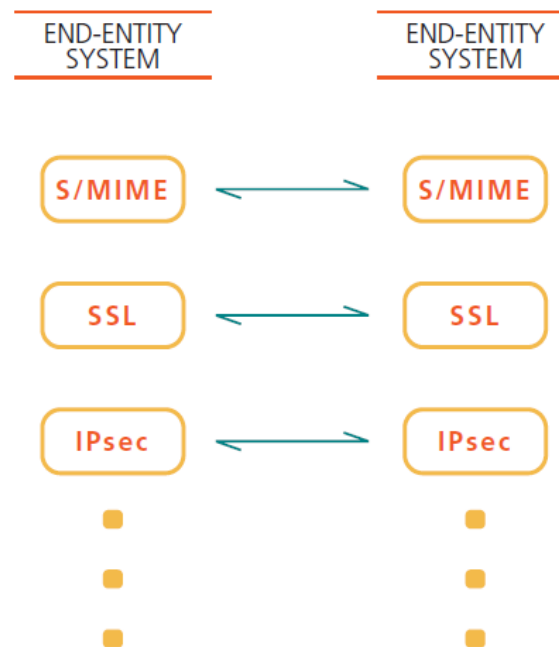 END-ENTITY
SYSTEM
END-ENTITY
SYSTEM
S/MIME
S/MIME
SSL
SSL
IPsec
IPsec